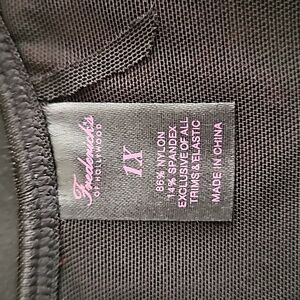 Frederick's
OF HOLLYWOOD
1X
86% NYLON
14% SPANDEX
EXCLUSIVE OF ALL
TRIMS & ELASTIC
MADE IN CHINA